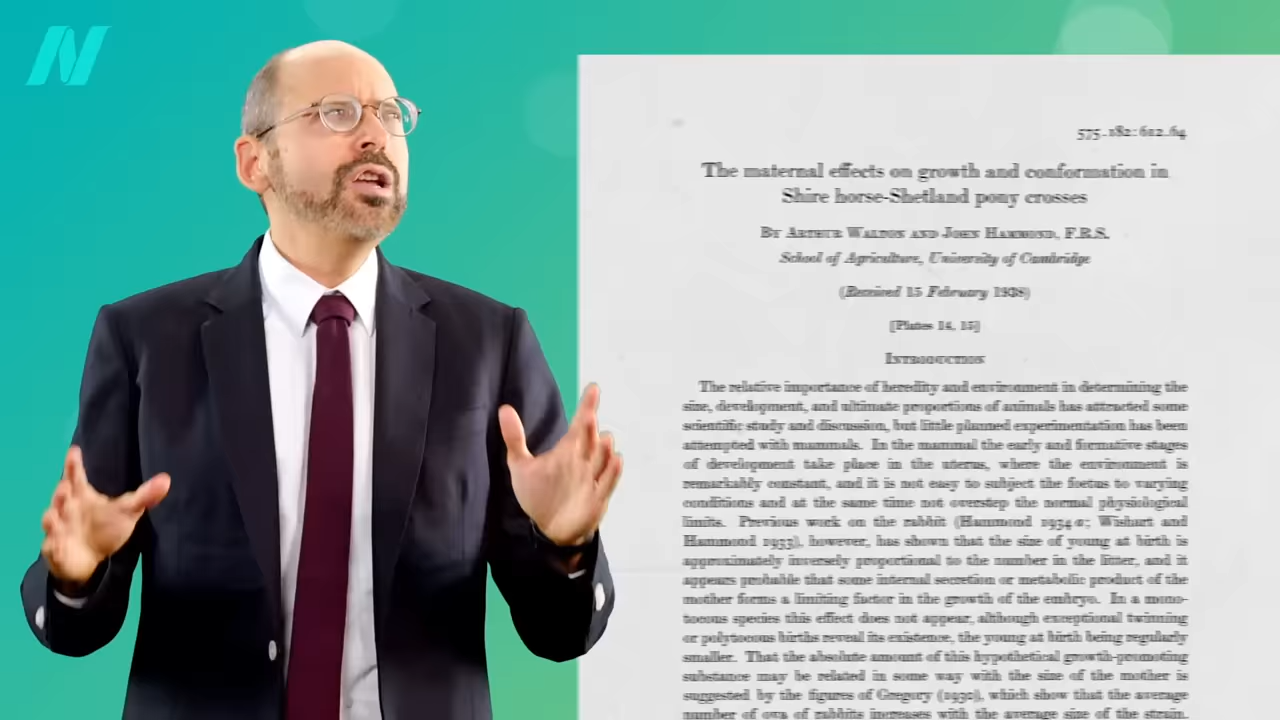 575.182:612.64
The maternal effects on growth and conformation in
Shire horse-Shetland pony crosses
By Arthur Walton and John Hammond, F.R.S.
School of Agriculture, University of Cambridge
(Received 15 February 1938)
[Plates 14, 15]
Introduction
The relative importance of heredity and environment in determining the
size, development, and ultimate proportions of animals has attracted some
scientific study and discussion, but little planned experimentation has been
attempted with mammals. In the mammal the early and formative stages
of development take place in the uterus, where the environment is
remarkably constant, and it is not easy to subject the foetus to varying
conditions and at the same time not overstep the normal physiological
limits. Previous work on the rabbit (Hammond 1934a; Wishart and
Hammond 1933), however, has shown that the size of young at birth is
approximately inversely proportional to the number in the litter, and it
appears probable that some internal secretion or metabolic product of the
mother forms a limiting factor in the growth of the embryo. In a mono-
tocous species this effect does not appear, although exceptional twinning
or polytocous births reveal its existence, the young at birth being regularly
smaller. That the absolute amount of this hypothetical growth-promoting
substance may be related in some way with the size of the mother is
suggested by the figures of Gregory (1932), which show that the average
number of ova of rabbits increases with the average size of the strain.